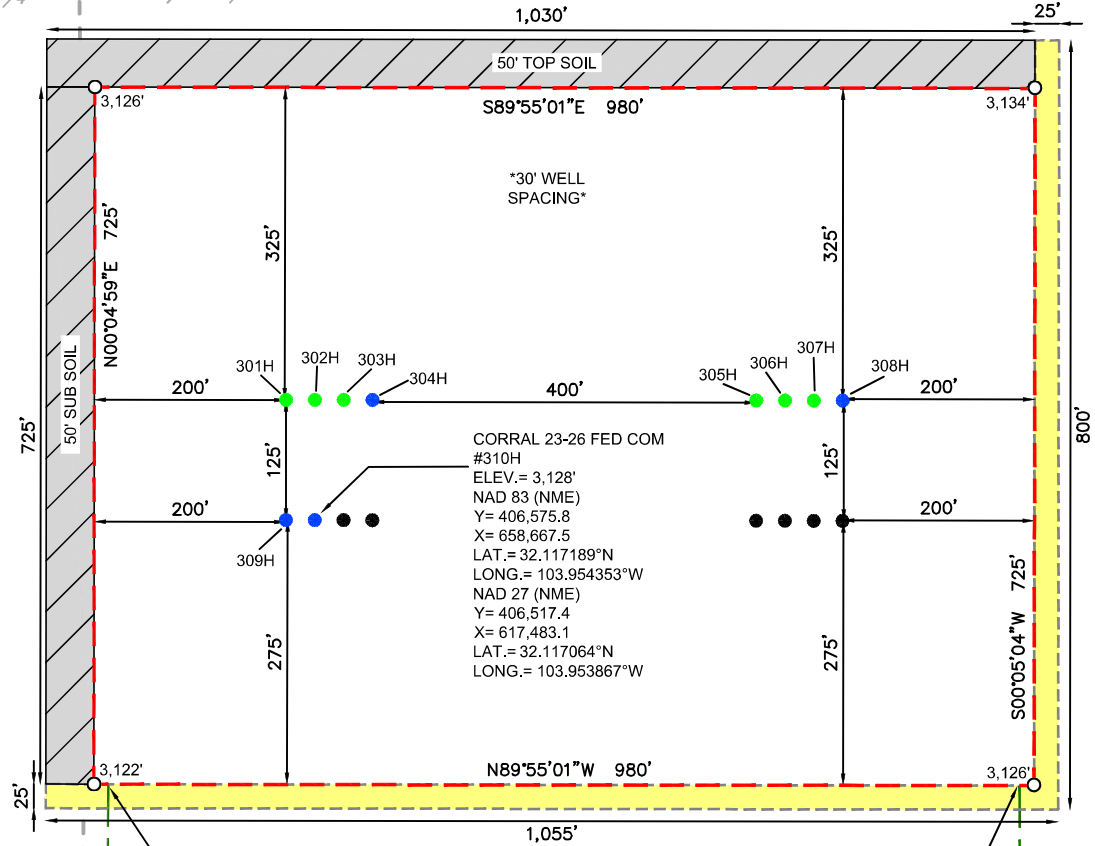 1,030'
25'
50' TOP SOIL
3,126'
3,134'
S89°55'01"E 980'
*30' WELL
SPACING*
N00°04'59"E 725'
325'
325'
50' SUB SOIL
301H
302H
303H
304H
305H
306H
307H
308H
200'
400'
200'
725'
800'
125'
125'
CORRAL 23-26 FED COM
#310H
ELEV.= 3,128'
NAD 83 (NME)
Y= 406,575.8
X= 658,667.5
LAT.= 32.117189°N
LONG.= 103.954353°W
NAD 27 (NME)
Y= 406,517.4
X= 617,483.1
LAT.= 32.117064°N
LONG.= 103.953867°W
200'
200'
309H
275'
275'
S00°05'04"W 725'
3,122'
N89°55'01"W 980'
3,126'
25'
1,055'